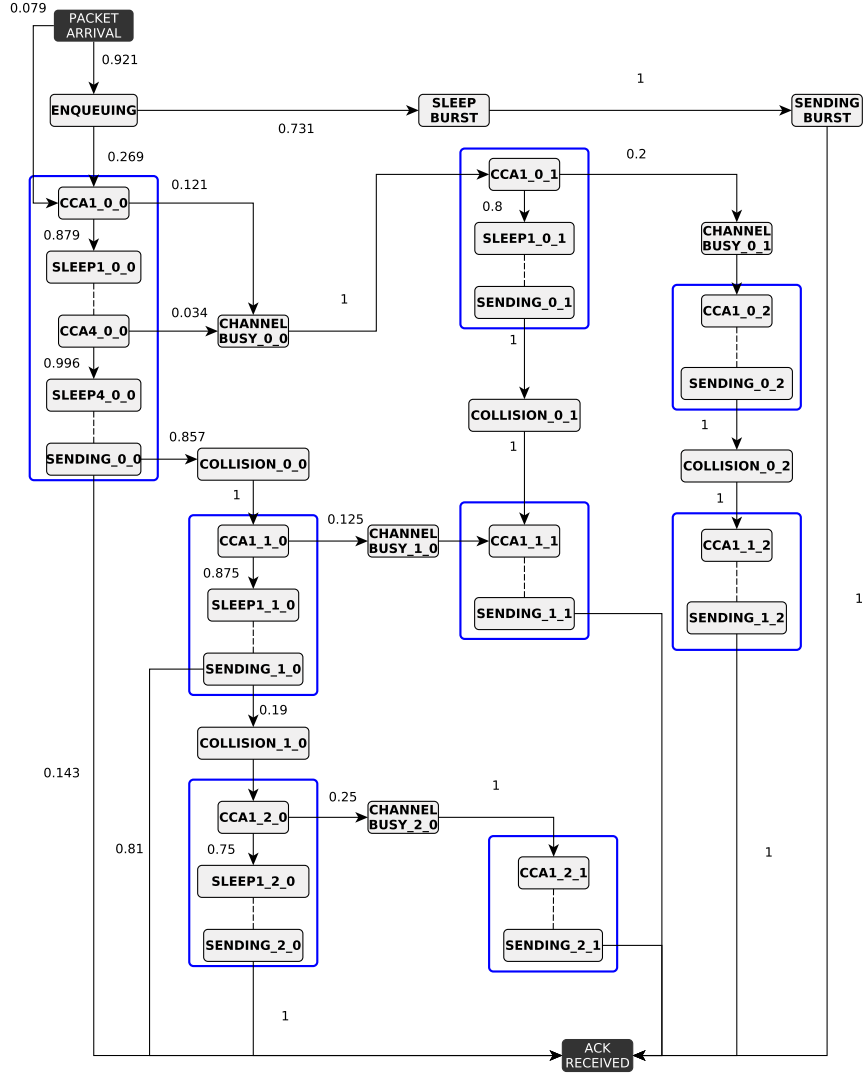 0.079
PACKET
ARRIVAL
0.921
1
ENQUEUING
SLEEP
BURST
SENDING
BURST
0.731
0.269
0.2
CCA1_0_1
0.121
CCA1_0_0
0.8
0.879
SLEEP1_0_1
CHANNEL
BUSY_0_1
SLEEP1_0_0
1
SENDING_0_1
CCA1_0_2
0.034
CCA4_0_0
CHANNEL
BUSY_0_0
1
0.996
SLEEP4_0_0
SENDING_0_2
COLLISION_0_1
1
0.857
1
SENDING_0_0
COLLISION_0_0
COLLISION_0_2
1
1
0.125
CCA1_1_0
CHANNEL
BUSY_1_0
CCA1_1_1
CCA1_1_2
0.875
SLEEP1_1_0
1
SENDING_1_1
SENDING_1_2
SENDING_1_0
0.19
COLLISION_1_0
0.143
1
0.25
CCA1_2_0
CHANNEL
BUSY_2_0
0.81
0.75
1
CCA1_2_1
SLEEP1_2_0
SENDING_2_0
SENDING_2_1
1
ACK
RECEIVED